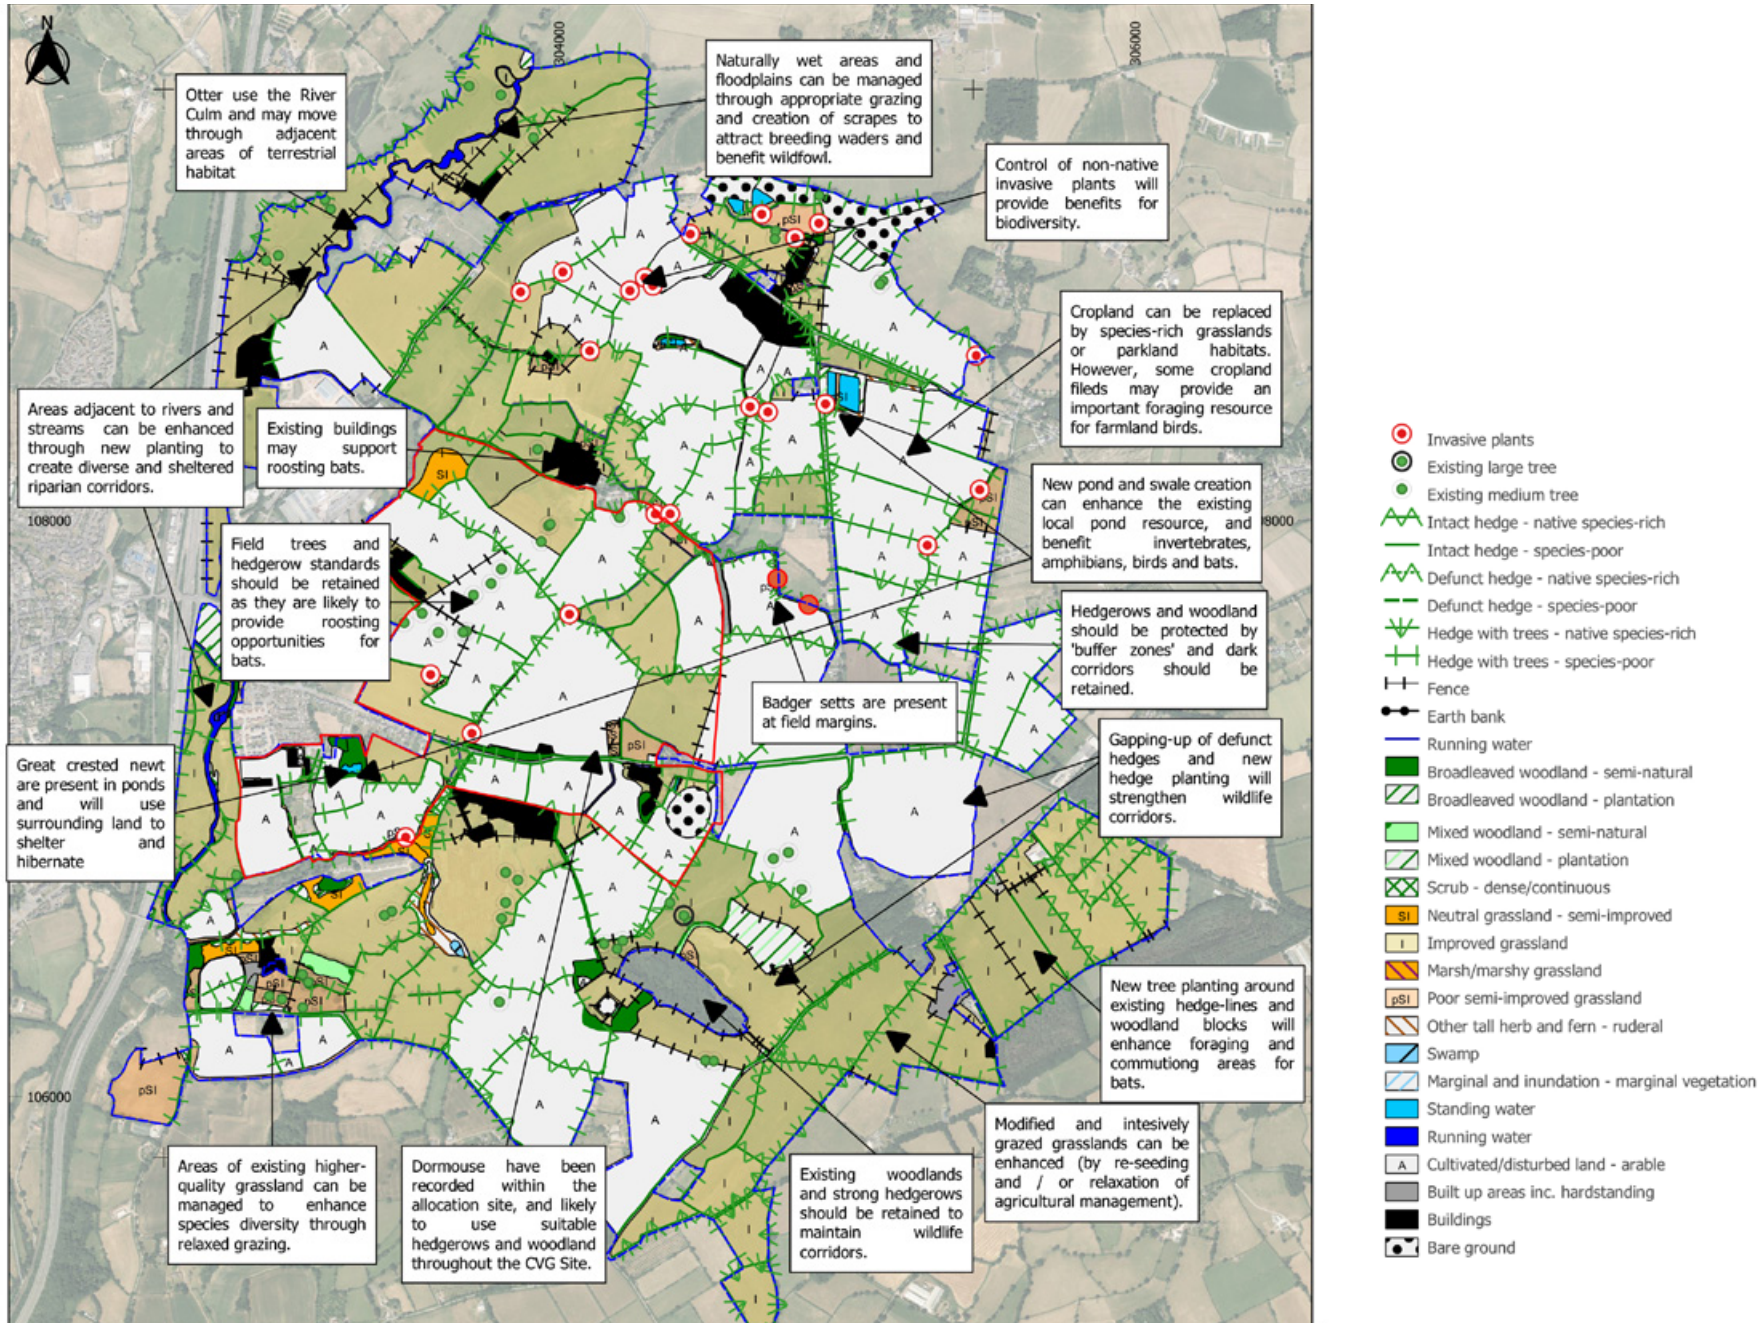 N
304000
306000
Otter use the River
Culm and may move
through adjacent
areas of terrestrial
habitat
Naturally wet areas and
floodplains can be managed
through appropriate grazing
and creation of scrapes to
attract breeding waders and
benefit wildfowl.
Control of non-native
invasive plants will
provide benefits for
biodiversity.
Cropland can be replaced
by species-rich grasslands
or parkland habitats.
However, some cropland
fileds may provide an
important foraging resource
for farmland birds.
Areas adjacent to rivers and
streams can be enhanced
through new planting to
create diverse and sheltered
riparian corridors.
Existing buildings
may support
roosting bats.
New pond and swale creation
can enhance the existing
local pond resource, and
benefit invertebrates,
amphibians, birds and bats.
108000
Field trees and
hedgerow standards
should be retained
as they are likely to
provide roosting
opportunities for
bats.
Hedgerows and woodland
should be protected by
'buffer zones' and dark
corridors should be
retained.
Badger setts are present
at field margins.
Great crested newt
are present in ponds
and will use
surrounding land to
shelter and
hibernate
Gapping-up of defunct
hedges and new
hedge planting will
strengthen wildlife
corridors.
New tree planting around
existing hedge-lines and
woodland blocks will
enhance foraging and
commutiong areas for
bats.
106000
Modified and intesively
grazed grasslands can be
enhanced (by re-seeding
and / or relaxation of
agricultural management).
Areas of existing higher-
quality grassland can be
managed to enhance
species diversity through
relaxed grazing.
Dormouse have been
recorded within the
allocation site, and likely
to use suitable
hedgerows and woodland
throughout the CVG Site.
Existing woodlands
and strong hedgerows
should be retained to
maintain wildlife
corridors.
Invasive plants
Existing large tree
Existing medium tree
Intact hedge - native species-rich
Intact hedge - species-poor
Defunct hedge - native species-rich
Defunct hedge - species-poor
Hedge with trees - native species-rich
Hedge with trees - species-poor
Fence
Earth bank
Running water
Broadleaved woodland - semi-natural
Broadleaved woodland - plantation
Mixed woodland - semi-natural
Mixed woodland - plantation
Scrub - dense/continuous
SI Neutral grassland - semi-improved
I Improved grassland
Marsh/marshy grassland
pSI Poor semi-improved grassland
Other tall herb and fern - ruderal
Swamp
Marginal and inundation - marginal vegetation
Standing water
Running water
A Cultivated/disturbed land - arable
Built up areas inc. hardstanding
Buildings
Bare ground